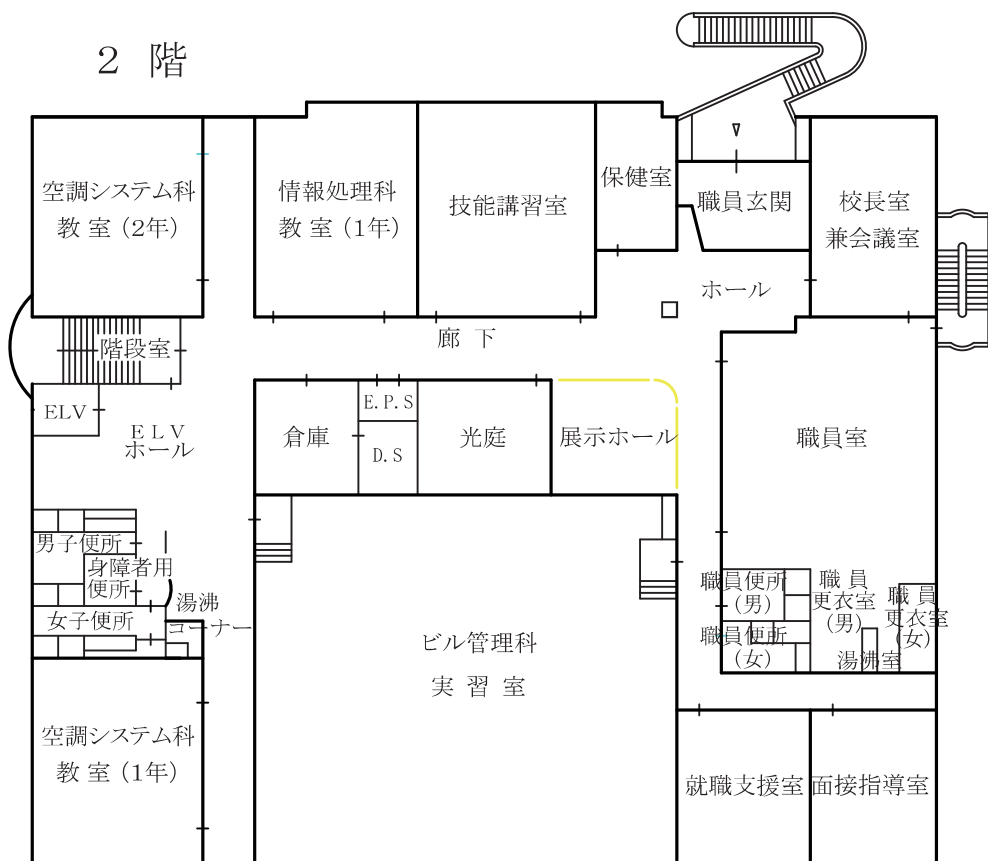 2 階
空調システム科
教 室 (2年)
情報処理科
教 室 (1年)
技能講習室
保健室
職員玄関
校長室
兼会議室
ホール
廊 下
階段室
ELV
ELV
ホール
倉庫
E.P.S
D.S
光庭
展示ホール
職員室
男子便所
身障者用
便所
女子便所
湯沸
コーナー
職員便所
(男)
職員便所
(女)
職 員
更衣室
(男)
職 員
更衣室
(女)
湯沸室
ビル管理科
実 習 室
空調システム科
教 室 (1年)
就職支援室
面接指導室